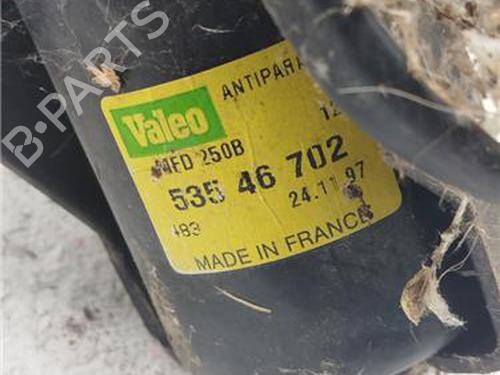 B-PARTS
Valeo
ANTIPARA
12
MFD 250B
535 46 702
483
24.11.97
MADE IN FRANCE